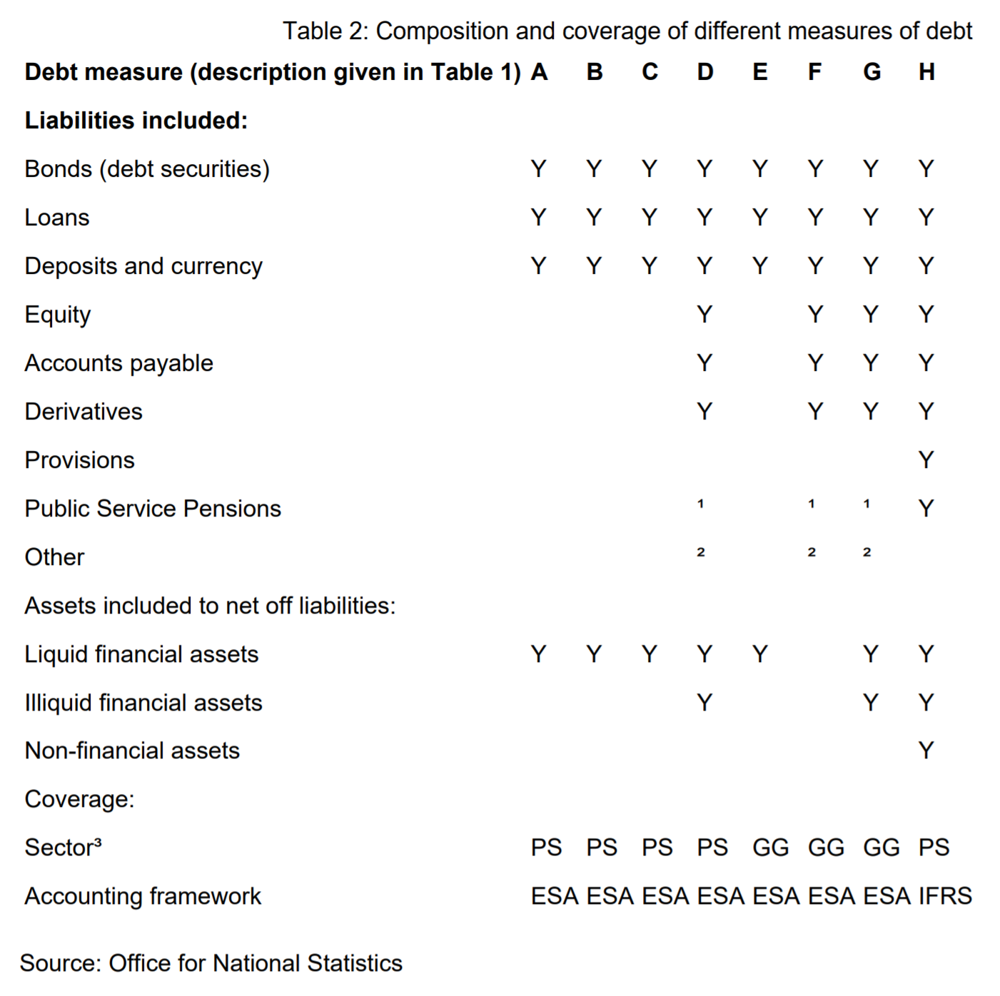 Table 2: Composition and coverage of different measures of debt
Debt measure (description given in Table 1) A B C D E F G H
Liabilities included:
Bonds (debt securities) Y Y Y Y Y Y Y Y
Loans Y Y Y Y Y Y Y Y
Deposits and currency Y Y Y Y Y Y Y Y
Equity Y Y Y Y
Accounts payable Y Y Y Y
Derivatives Y Y Y Y
Provisions Y
Public Service Pensions ¹ ¹ ¹ Y
Other ² ² ²
Assets included to net off liabilities:
Liquid financial assets Y Y Y Y Y Y Y
Illiquid financial assets Y Y Y
Non-financial assets Y
Coverage:
Sector³ PS PS PS PS GG GG GG PS
Accounting framework ESA ESA ESA ESA ESA ESA ESA IFRS
Source: Office for National Statistics